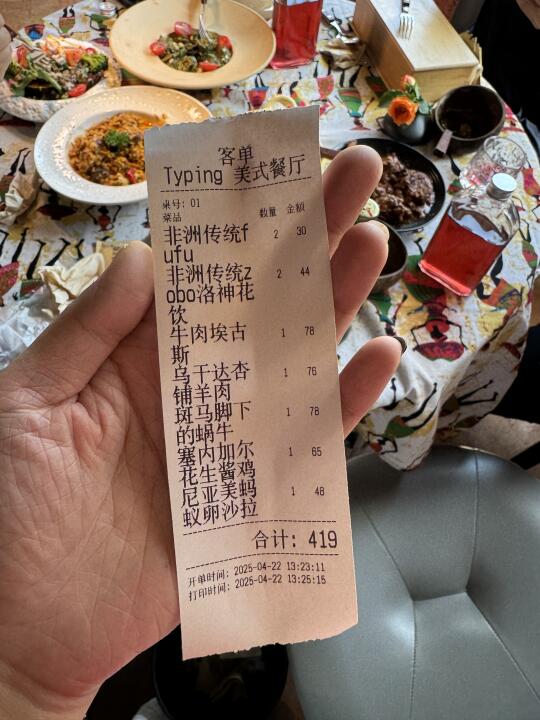 客单
Typing 美式餐厅
桌号: 01
菜品 数量 金额
非洲传统f 2 30
ufu
非洲传统z 2 44
obo洛神花
饮
牛肉埃古 1 78
斯
乌干达杏 1 76
铺羊肉
斑马脚下 1 78
的蜗牛
塞内加尔 1 65
花生酱鸡
尼亚美蚂 1 48
蚁卵沙拉
合计: 419
开单时间: 2025-04-22 13:23:11
打印时间: 2025-04-22 13:25:15